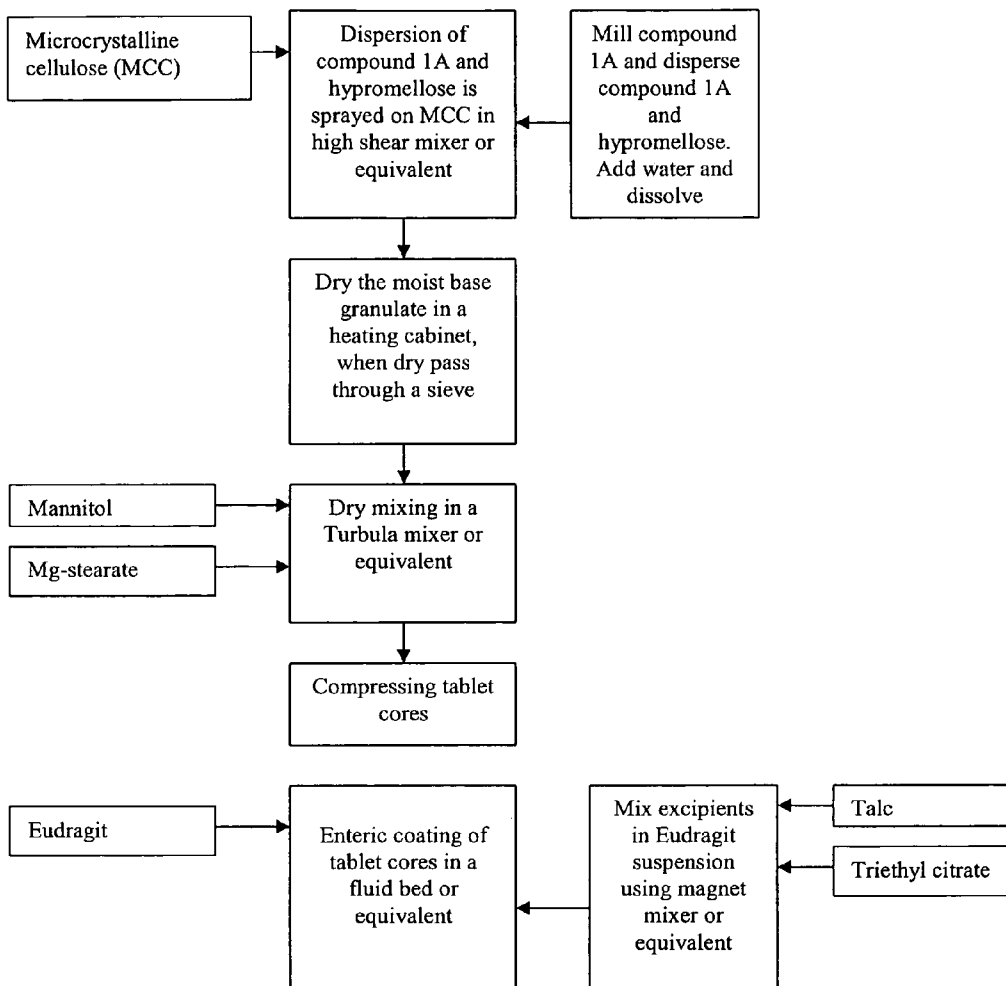 Microcrystalline
cellulose (MCC)
Dispersion of
compound 1A and
hypromellose is
sprayed on MCC in
high shear mixer or
equivalent
Mill compound
1A and disperse
compound 1A
and
hypromellose.
Add water and
dissolve
Dry the moist base
granulate in a
heating cabinet,
when dry pass
through a sieve
Mannitol
Mg-stearate
Dry mixing in a
Turbula mixer or
equivalent
Compressing tablet
cores
Eudragit
Enteric coating of
tablet cores in a
fluid bed or
equivalent
Mix excipients
in Eudragit
suspension
using magnet
mixer or
equivalent
Talc
Triethyl citrate